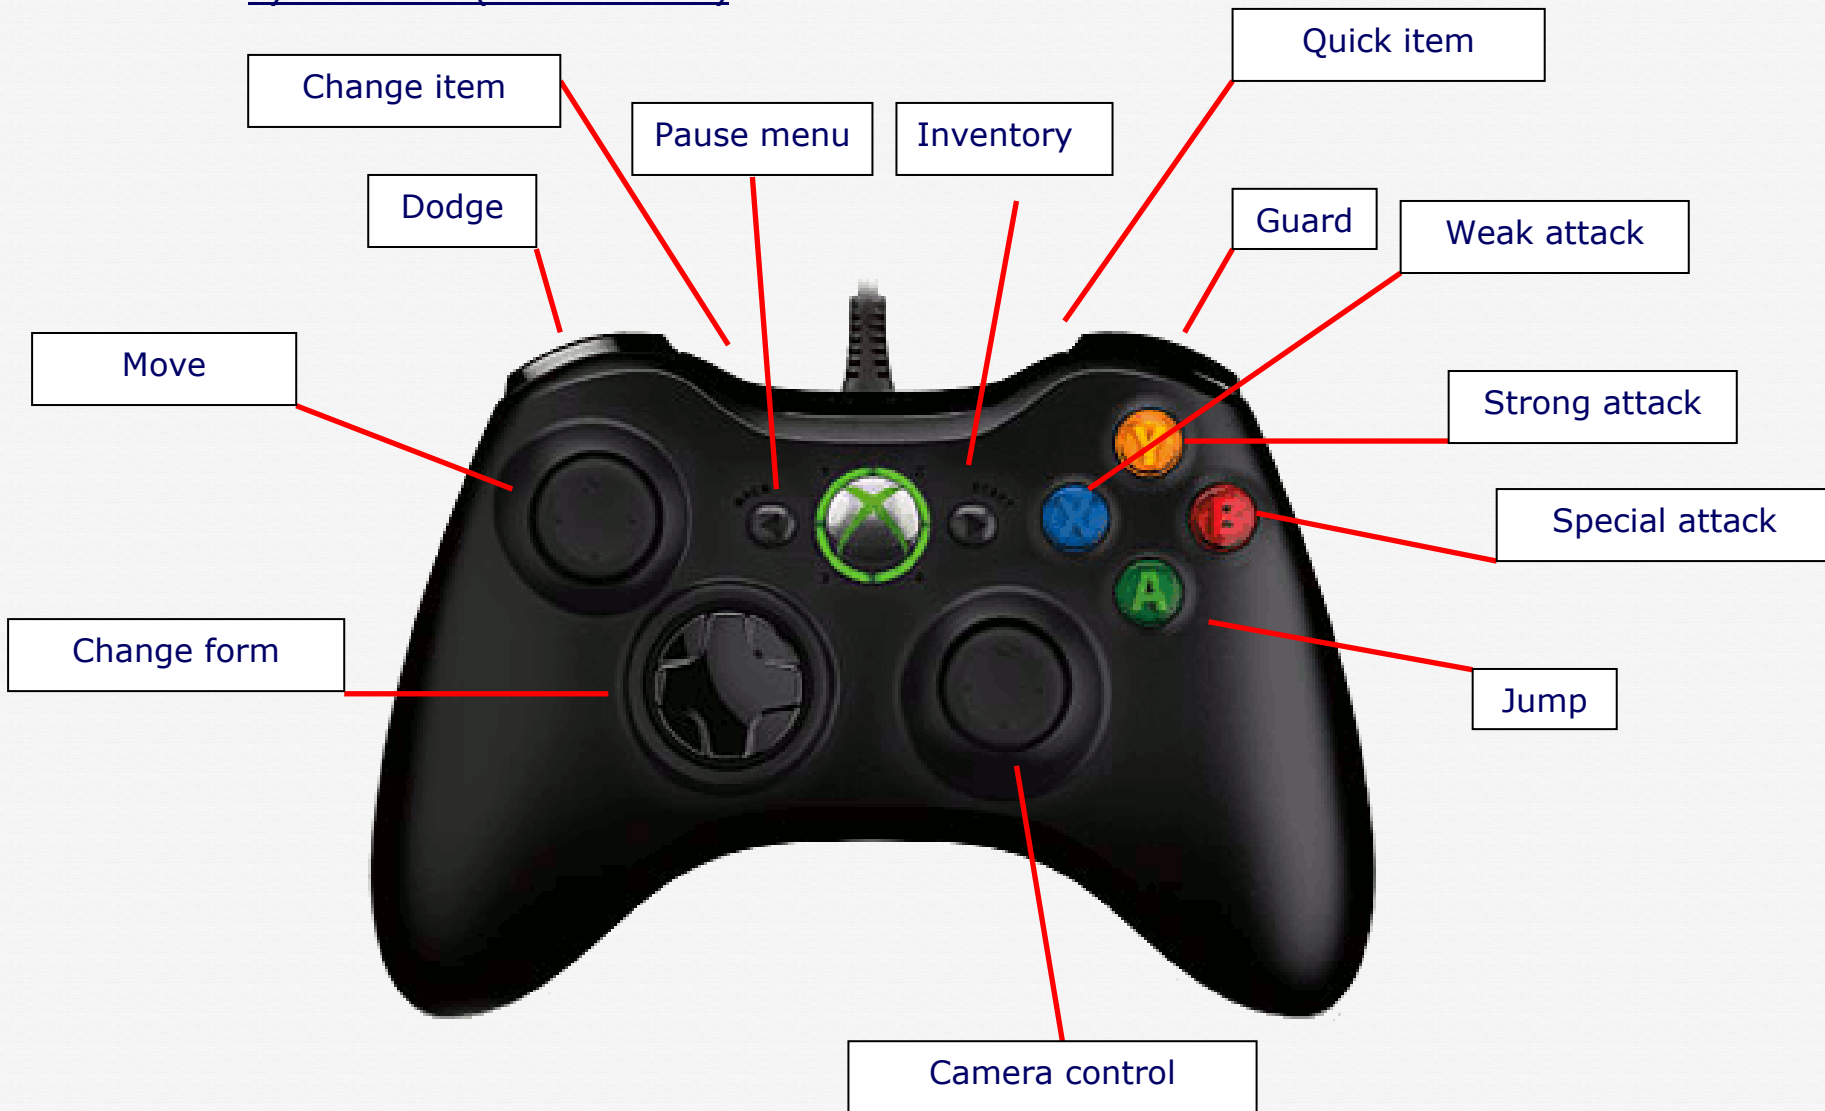 Quick item
Change item
Pause menu
Inventory
Dodge
Guard
Weak attack
Move
Strong attack
Y
X
B
Special attack
A
Change form
Jump
Camera control